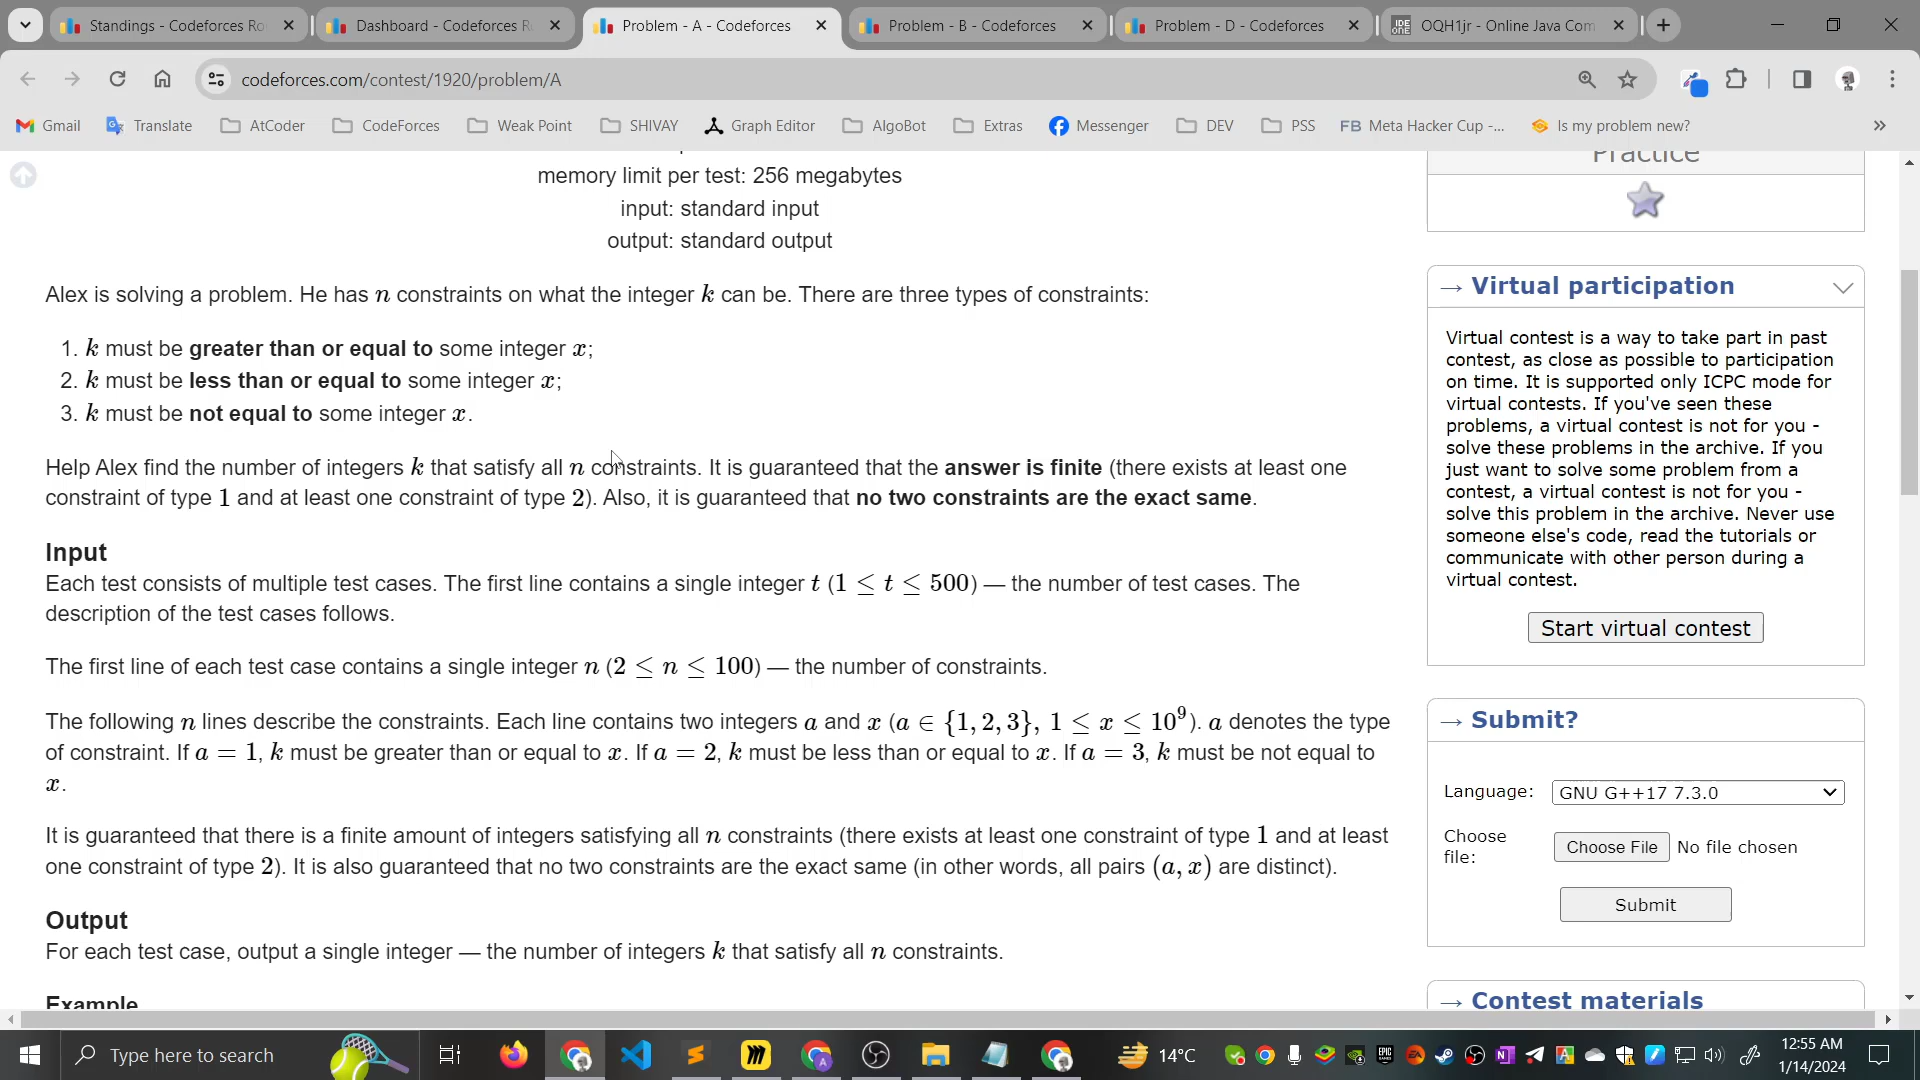 Standings - Codeforces Ro
Dashboard - Codeforces R
Problem - A - Codeforces
Problem - B - Codeforces
Problem - D - Codeforces
OQH1jr - Online Java Com
codeforces.com/contest/1920/problem/A
Gmail
Translate
AtCoder
CodeForces
Weak Point
SHIVAY
Graph Editor
AlgoBot
Extras
Messenger
DEV
PSS
FB Meta Hacker Cup -...
Is my problem new?
memory limit per test: 256 megabytes
input: standard input
output: standard output
Alex is solving a problem. He has n constraints on what the integer k can be. There are three types of constraints:
1. k must be greater than or equal to some integer x;
2. k must be less than or equal to some integer x;
3. k must be not equal to some integer x.
Help Alex find the number of integers k that satisfy all n constraints. It is guaranteed that the answer is finite (there exists at least one
constraint of type 1 and at least one constraint of type 2). Also, it is guaranteed that no two constraints are the exact same.
Input
Each test consists of multiple test cases. The first line contains a single integer t (1 ≤ t ≤ 500) — the number of test cases. The
description of the test cases follows.
The first line of each test case contains a single integer n (2 ≤ n ≤ 100) — the number of constraints.
The following n lines describe the constraints. Each line contains two integers a and x (a ∈ {1, 2, 3}, 1 ≤ x ≤ 10⁹). a denotes the type
of constraint. If a = 1, k must be greater than or equal to x. If a = 2, k must be less than or equal to x. If a = 3, k must be not equal to
x.
It is guaranteed that there is a finite amount of integers satisfying all n constraints (there exists at least one constraint of type 1 and at least
one constraint of type 2). It is also guaranteed that no two constraints are the exact same (in other words, all pairs (a, x) are distinct).
Output
For each test case, output a single integer — the number of integers k that satisfy all n constraints.
Example
Practice
→ Virtual participation
Virtual contest is a way to take part in past
contest, as close as possible to participation
on time. It is supported only ICPC mode for
virtual contests. If you've seen these
problems, a virtual contest is not for you -
solve these problems in the archive. If you
just want to solve some problem from a
contest, a virtual contest is not for you -
solve this problem in the archive. Never use
someone else's code, read the tutorials or
communicate with other person during a
virtual contest.
Start virtual contest
→ Submit?
Language: GNU G++17 7.3.0
Choose
file:
Choose File No file chosen
Submit
→ Contest materials
Type here to search
14°C
12:55 AM
1/14/2024